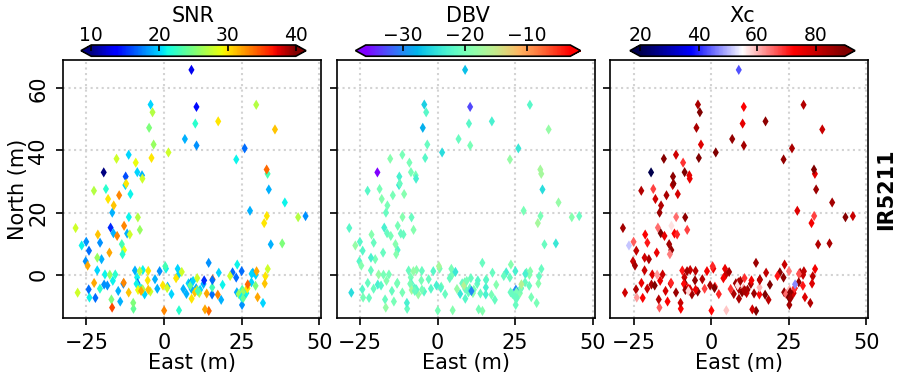 SNR DBV Xc
10 20 30 40 −30 −20 −10 20 40 60 80
60
40
20
0
North (m)
IR5211
−25 0 25 50 −25 0 25 50 −25 0 25 50
East (m) East (m) East (m)